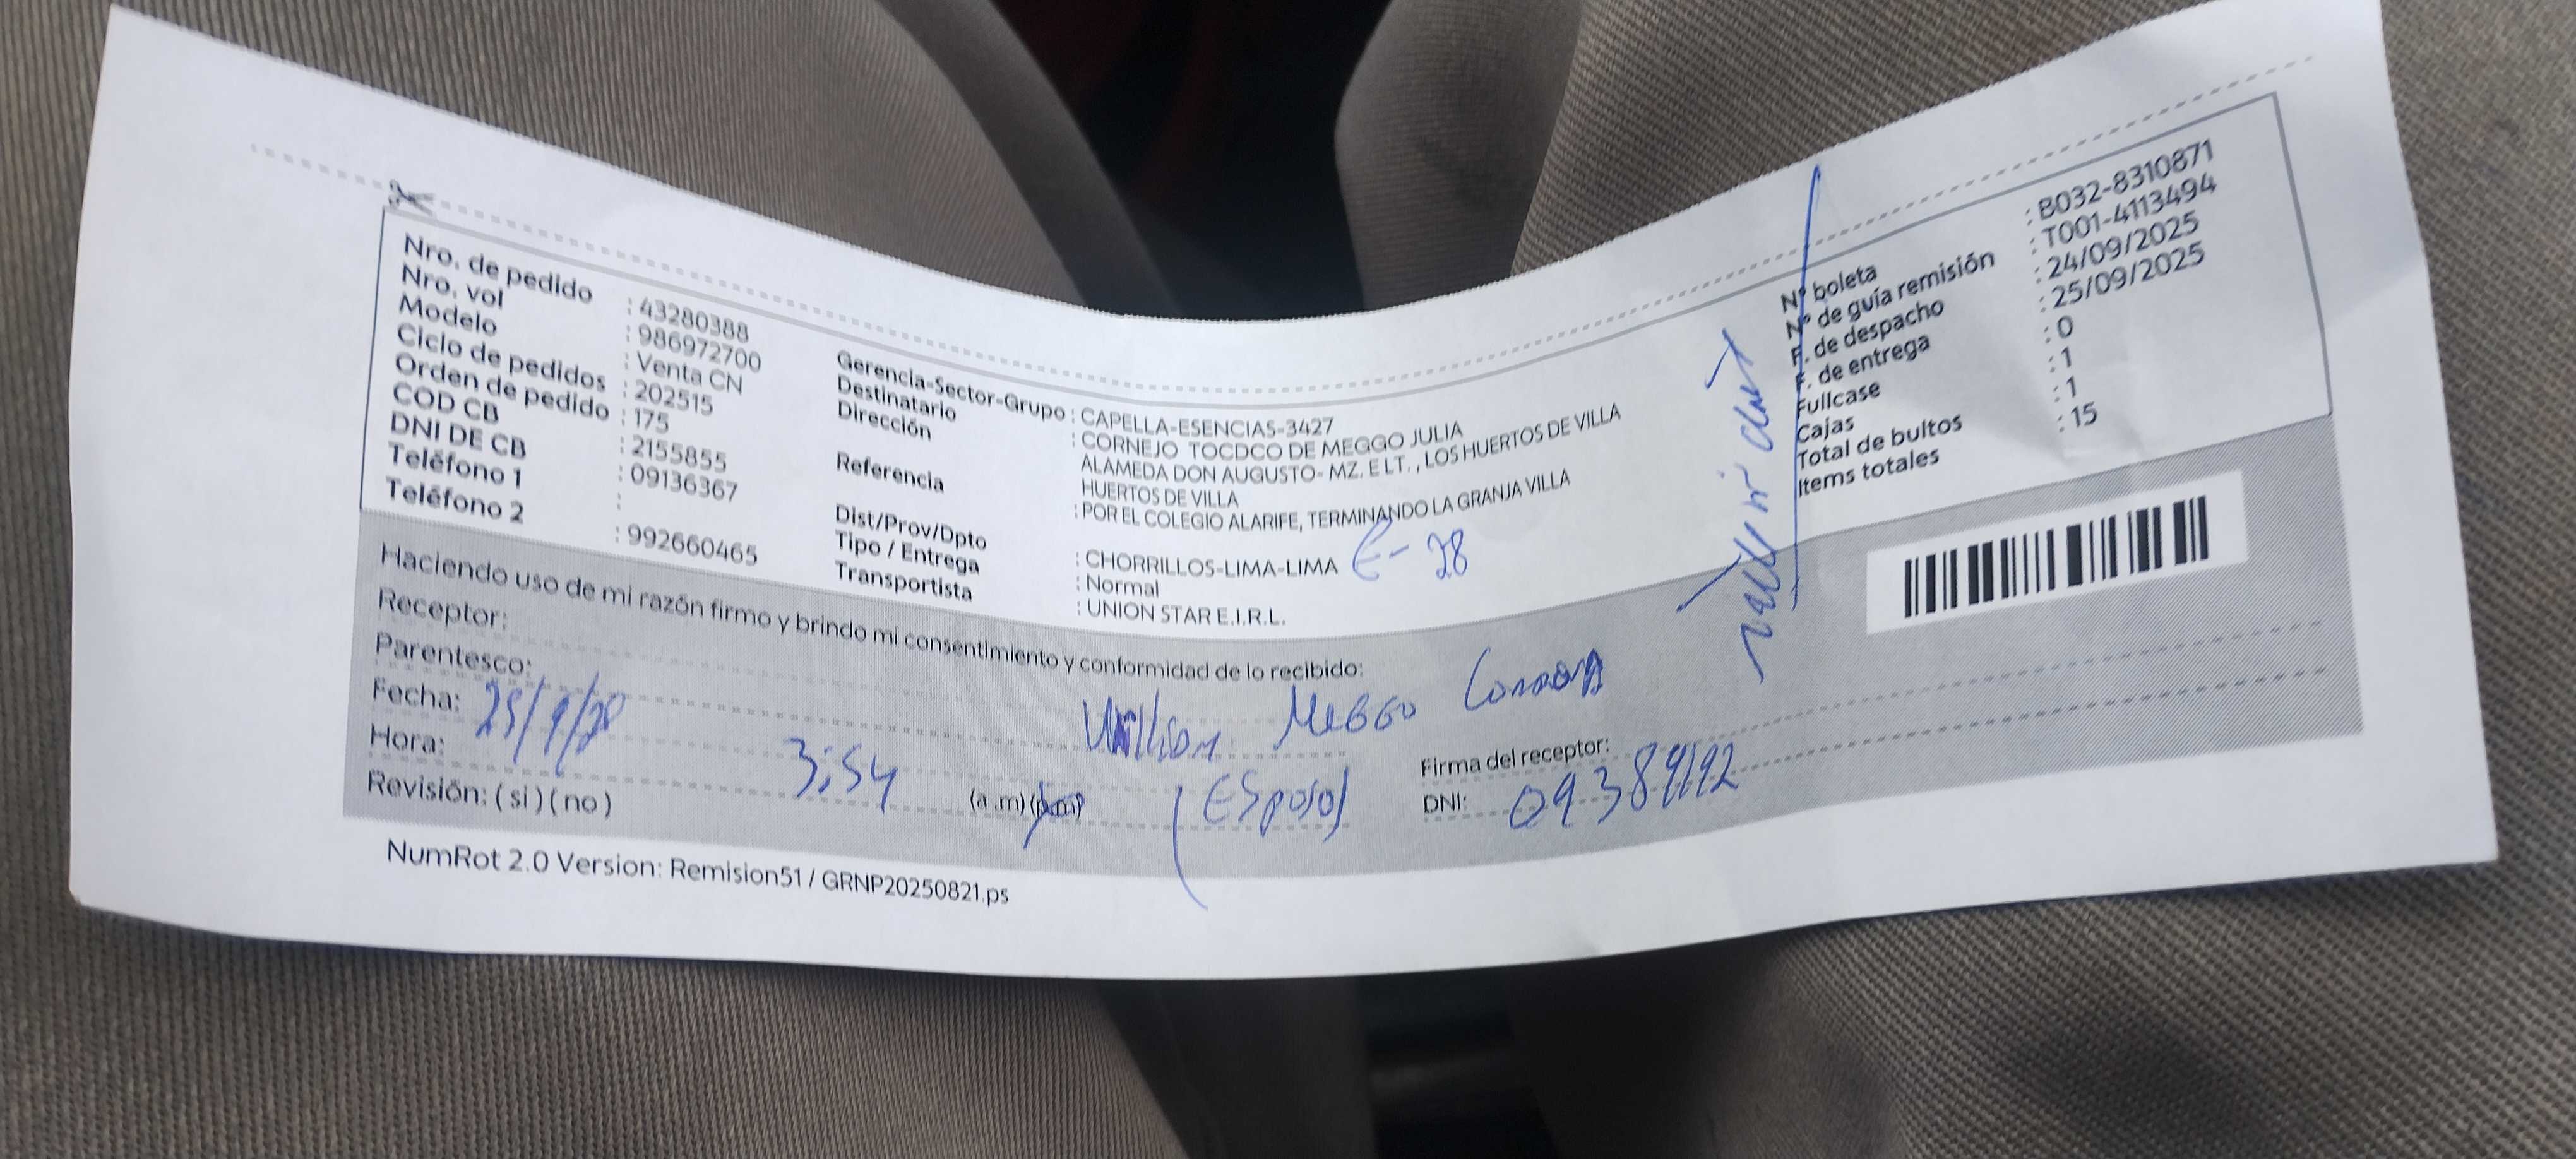 Nro. de pedido : 43280388
Nro. vol : 986972700
Modelo : Venta CN
Ciclo de pedidos : 202515
Orden de pedido : 175
COD CB : 2155855
DNI DE CB : 09136367
Teléfono 1 :
Teléfono 2 : 992660465
Gerencia-Sector-Grupo : CAPELLA-ESENCIAS-3427
Destinatario : CORNEJO TOCDCO DE MEGGO JULIA
Dirección : ALAMEDA DON AUGUSTO- MZ. E LT. , LOS HUERTOS DE VILLA
HUERTOS DE VILLA
Referencia : POR EL COLEGIO ALARIFE, TERMINANDO LA GRANJA VILLA
Dist/Prov/Dpto : CHORRILLOS-LIMA-LIMA E-28
Tipo / Entrega : Normal
Transportista : UNION STAR E.I.R.L.
N° boleta : B032-8310871
N° de guía remisión : T001-4113494
F. de despacho : 24/09/2025
F. de entrega : 25/09/2025
Fullcase : 0
Cajas : 1
Total de bultos : 1
Items totales : 15
Haciendo uso de mi razón firmo y brindo mi consentimiento y conformidad de lo recibido:
Receptor: William Meggo
Parentesco: (Esposo)
Fecha:
Hora: 3:54 (a.m) (p.m)
Revisión: ( si ) ( no )
Firma del receptor:
DNI:
NumRot 2.0 Version: Remision51 / GRNP20250821.ps